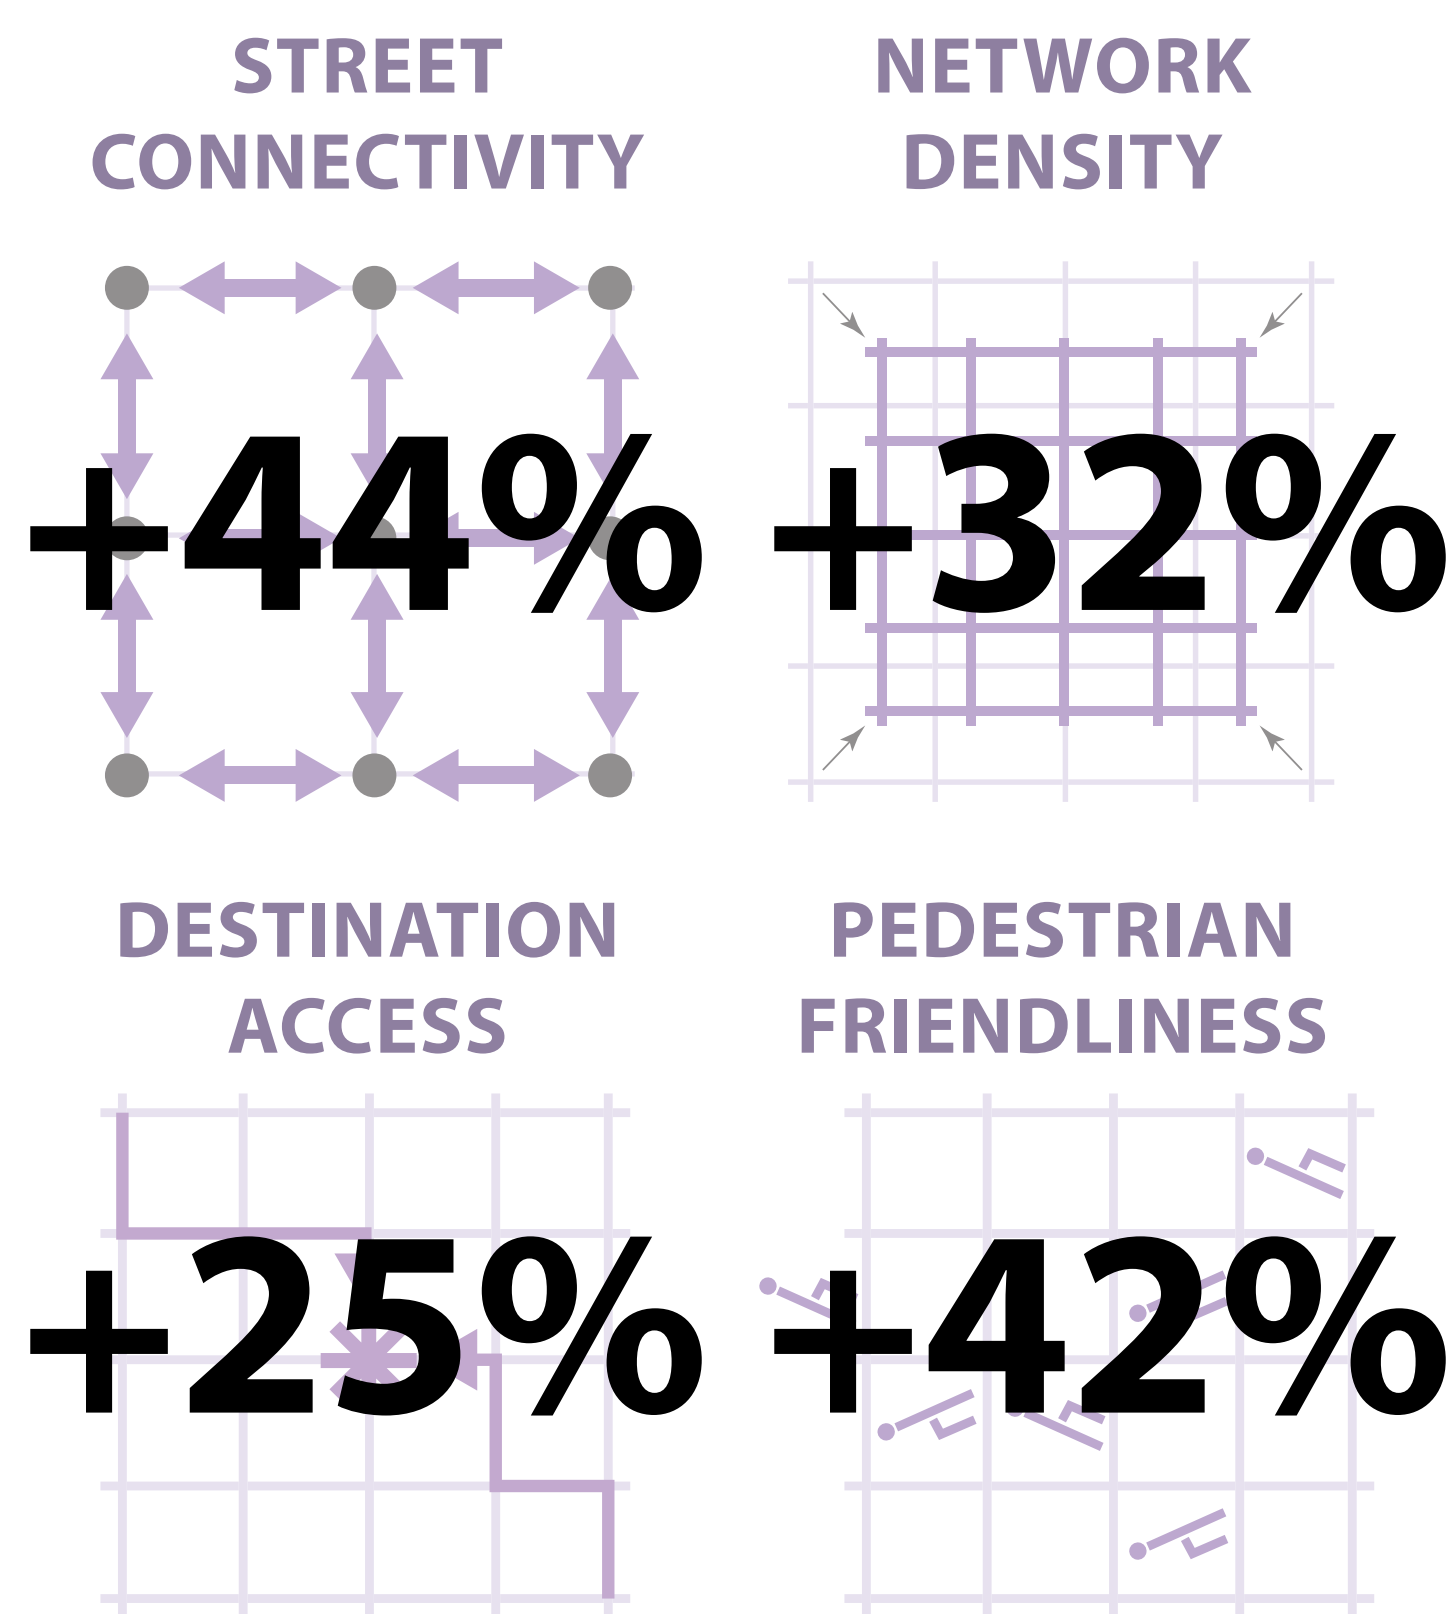 STREET
CONNECTIVITY
+44%
NETWORK
DENSITY
+32%
DESTINATION
ACCESS
+25%
PEDESTRIAN
FRIENDLINESS
+42%